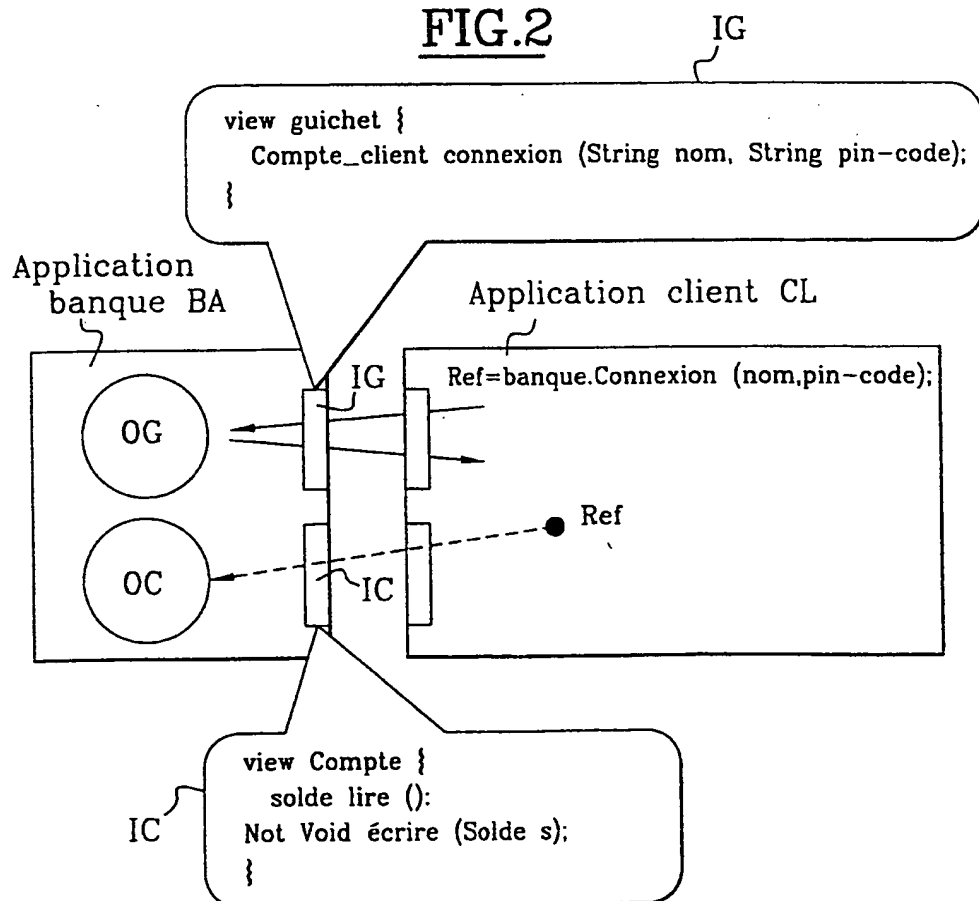 FIG.2
IG
view guichet {
Compte_client connexion (String nom, String pin-code);
}
Application
banque BA
Application client CL
Ref=banque.Connexion (nom,pin-code);
IG
OG
Ref
OC
IC
view Compte {
solde lire ():
Not Void écrire (Solde s);
}
IC